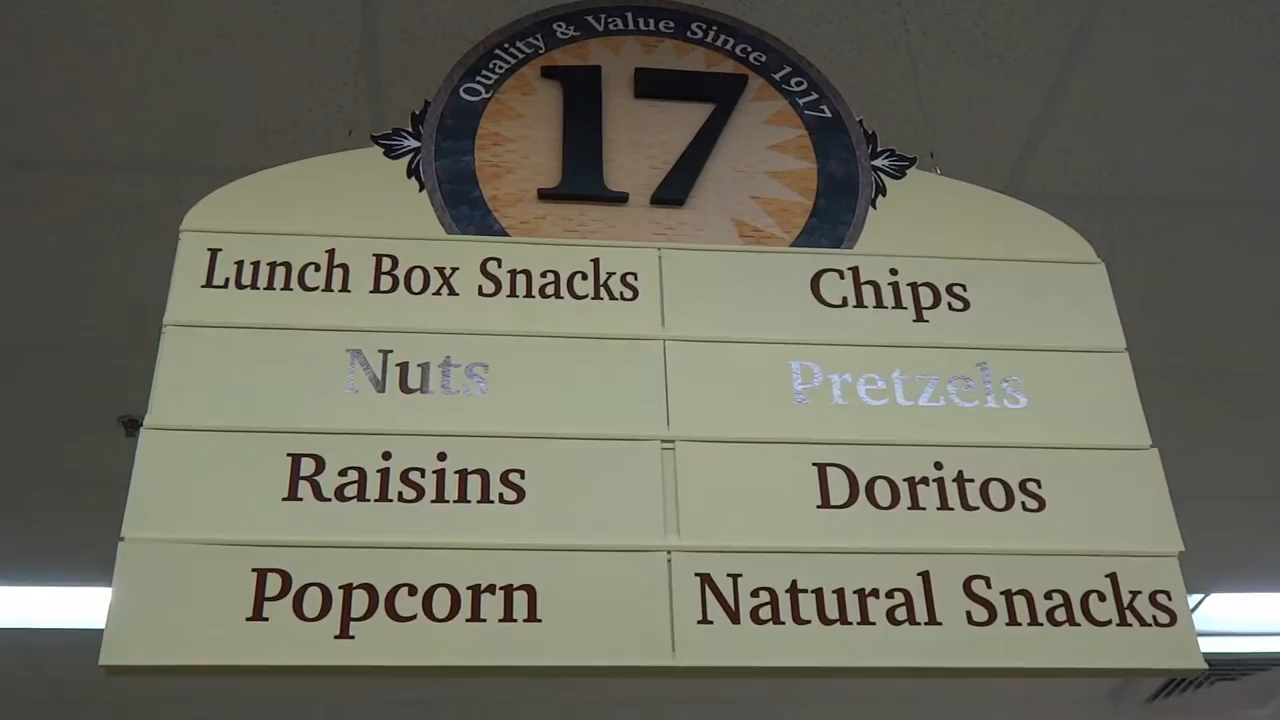 Quality & Value Since 1917
17
Lunch Box Snacks
Chips
Nuts
Pretzels
Raisins
Doritos
Popcorn
Natural Snacks